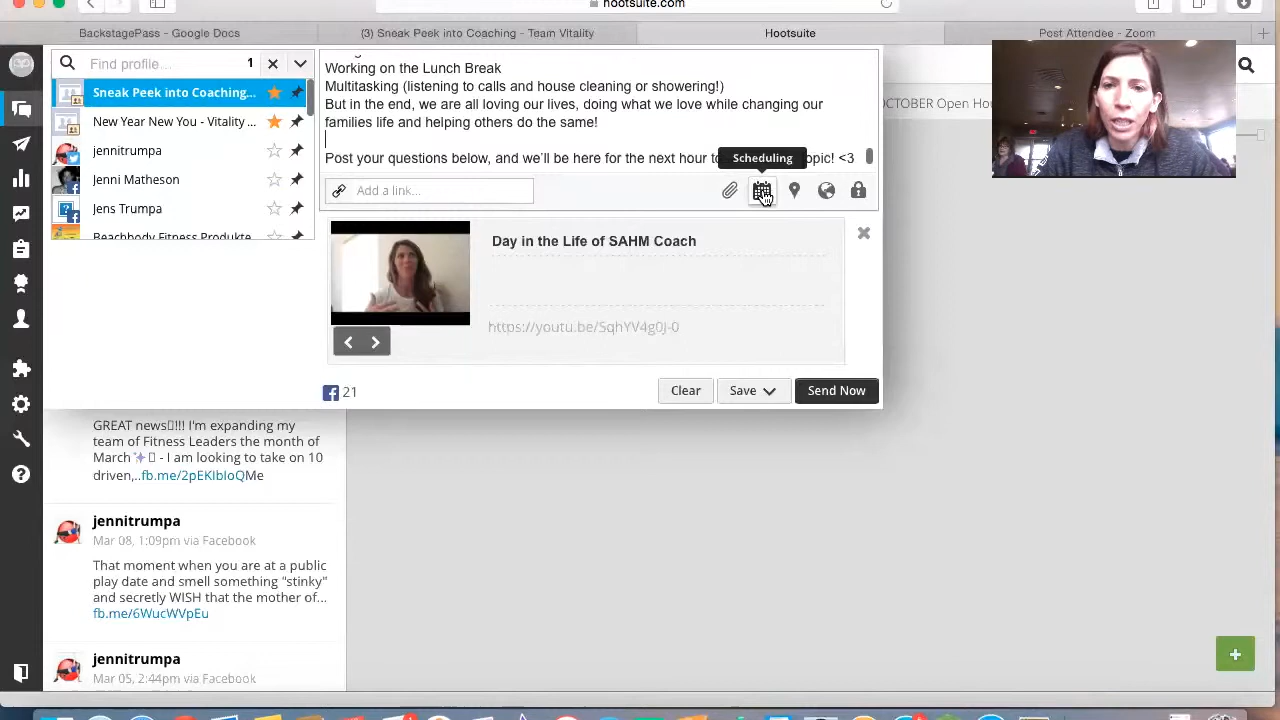 hootsuite.com
BackstagePass - Google Docs
(3) Sneak Peek into Coaching - Team Vitality
Hootsuite
Post Attendee - Zoom
Find profile...
1
Sneak Peek into Coaching...
New Year New You - Vitality ...
jennitrumpa
Jenni Matheson
Jens Trumpa
Beachbody Fitness Produkte
Working on the Lunch Break
Multitasking (listening to calls and house cleaning or showering!)
But in the end, we are all loving our lives, doing what we love while changing our
families life and helping others do the same!
Post your questions below, and we'll be here for the next hour to opic! <3
Scheduling
Add a link...
OCTOBER Open Hou
Day in the Life of SAHM Coach
https://youtu.be/SqhYV4g0J-0
21
Clear
Save
Send Now
GREAT news!!!! I'm expanding my
team of Fitness Leaders the month of
March - I am looking to take on 10
driven,..fb.me/2pEKIbIoQMe
jennitrumpa
Mar 08, 1:09pm via Facebook
That moment when you are at a public
play date and smell something "stinky"
and secretly WISH that the mother of...
fb.me/6WucWVpEu
jennitrumpa
Mar 05, 2:44pm via Facebook